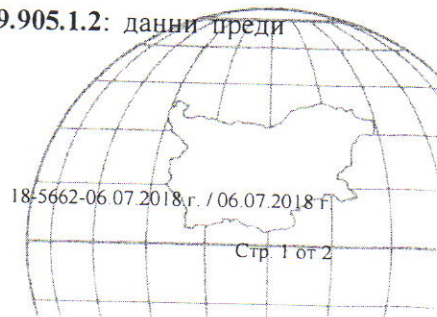 9.905.1.2: данни преди
18-5662-06.07.2018 г. / 06.07.2018 г
Стр. 1 от 2